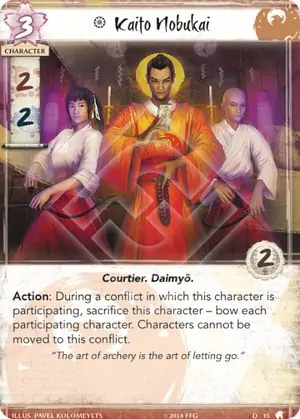 3
Kaito Nobukai
CHARACTER
2
2
2
Courtier. Daimyō.
Action: During a conflict in which this character is
participating, sacrifice this character – bow each
participating character. Characters cannot be
moved to this conflict.
“The art of archery is the art of letting go.”
ILLUS. PAVEL KOLOMEYETS
©2018 FFG
D 15